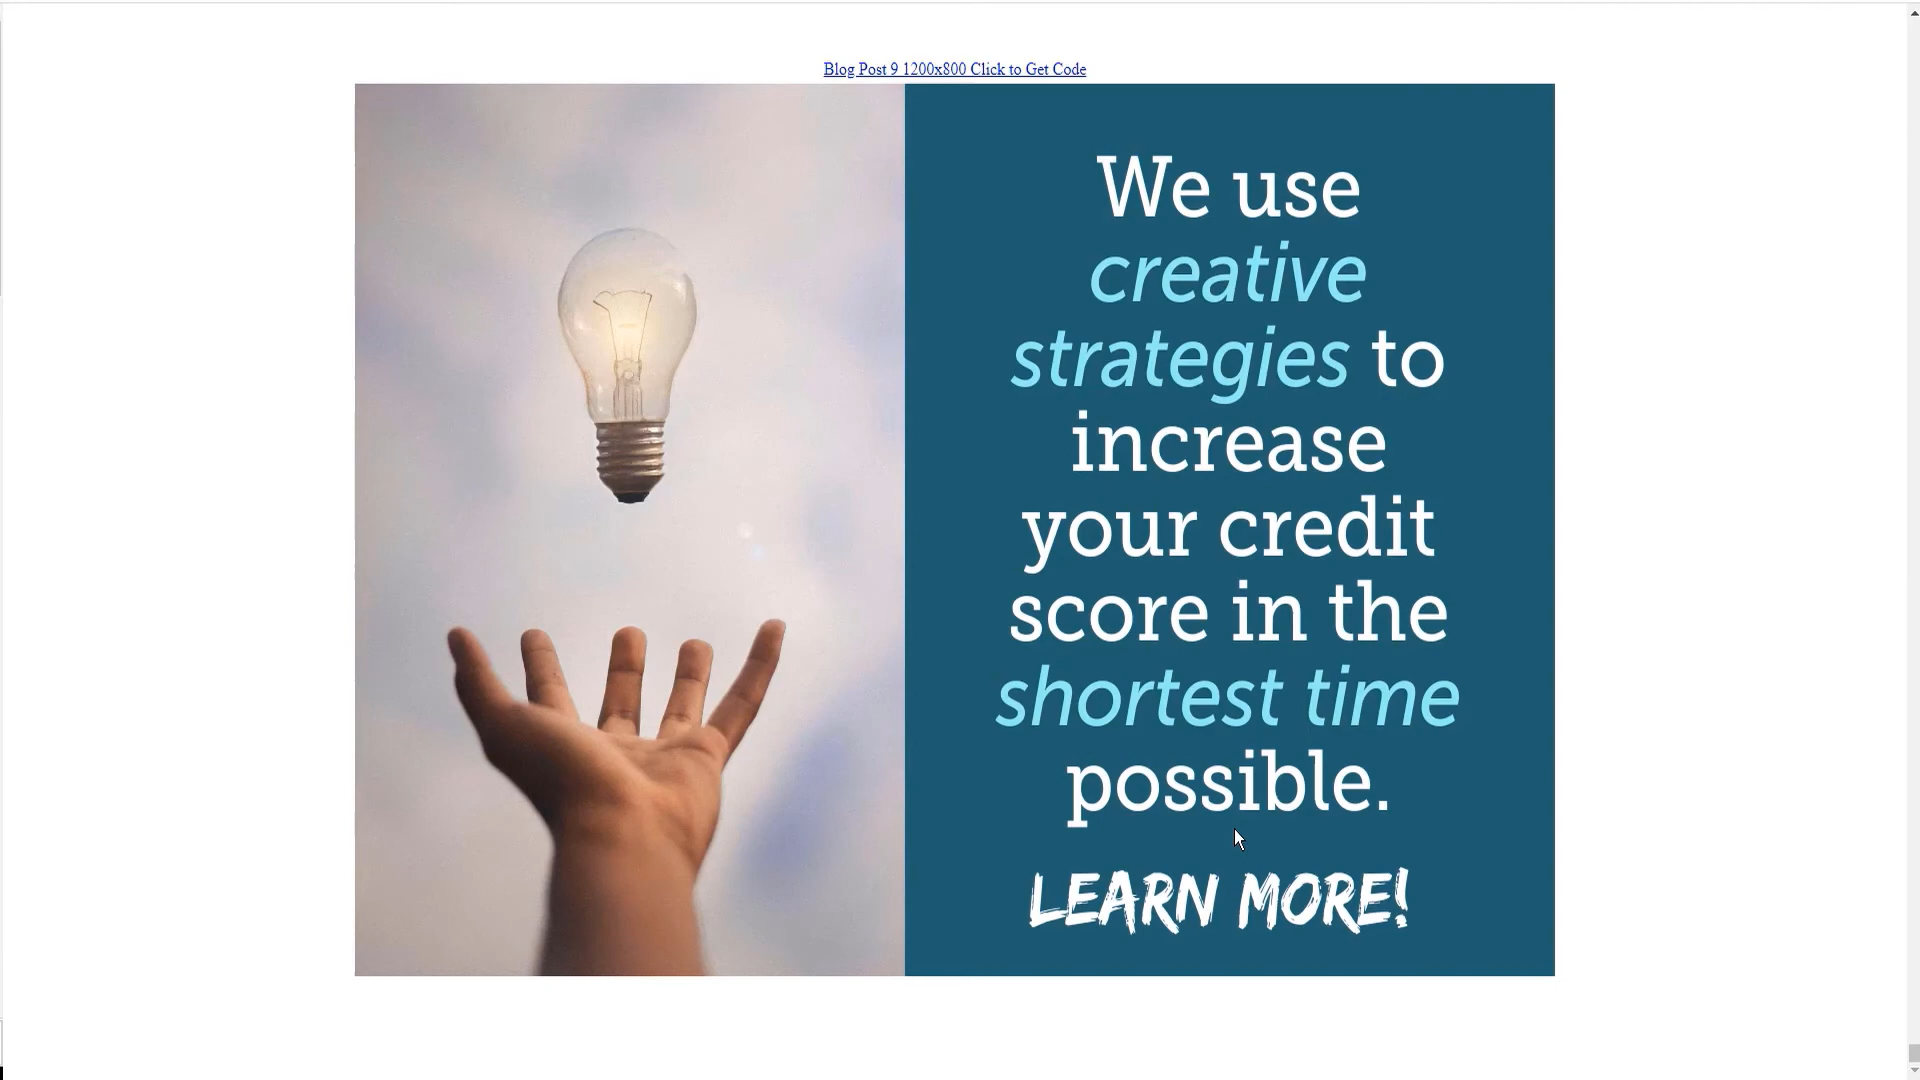 Blog Post 9 1200x800 Click to Get Code
We use
creative
strategies to
increase
your credit
score in the
shortest time
possible.
LEARN MORE!